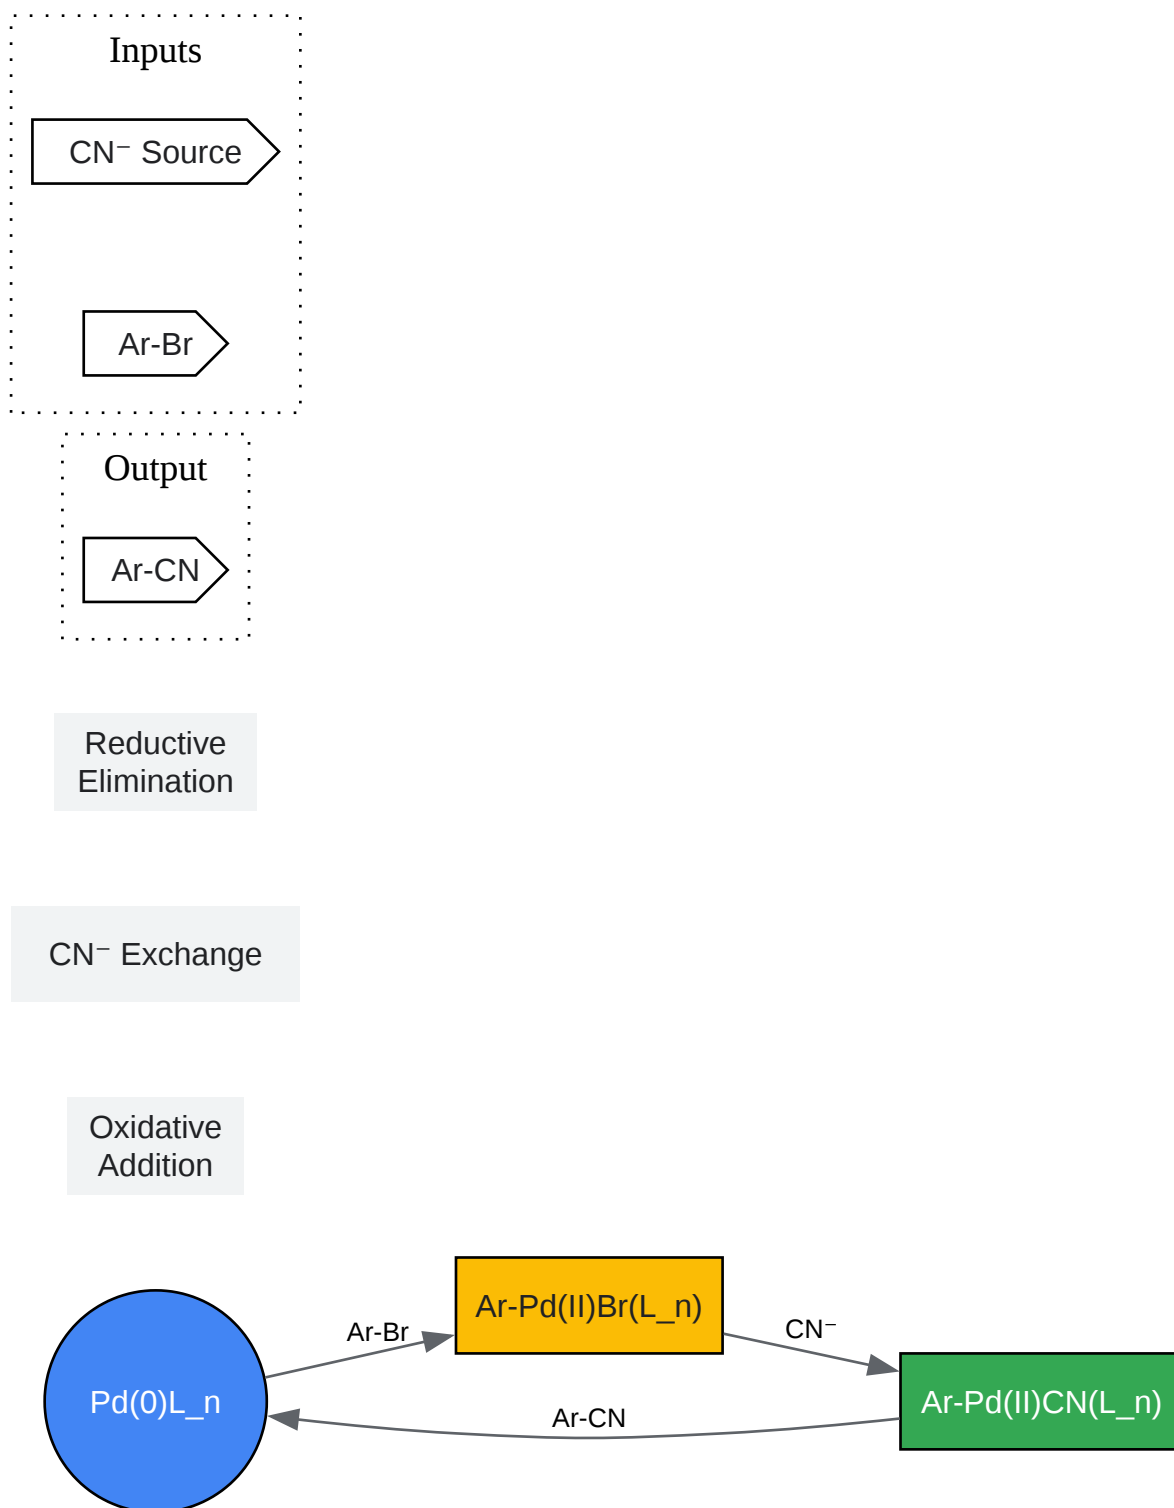 Inputs
CN⁻ Source
Ar-Br
Output
Ar-CN
Reductive
Elimination
CN⁻ Exchange
Oxidative
Addition
Ar-Pd(II)Br(L_n)
Ar-Br
CN⁻
Pd(0)L_n
Ar-Pd(II)CN(L_n)
Ar-CN